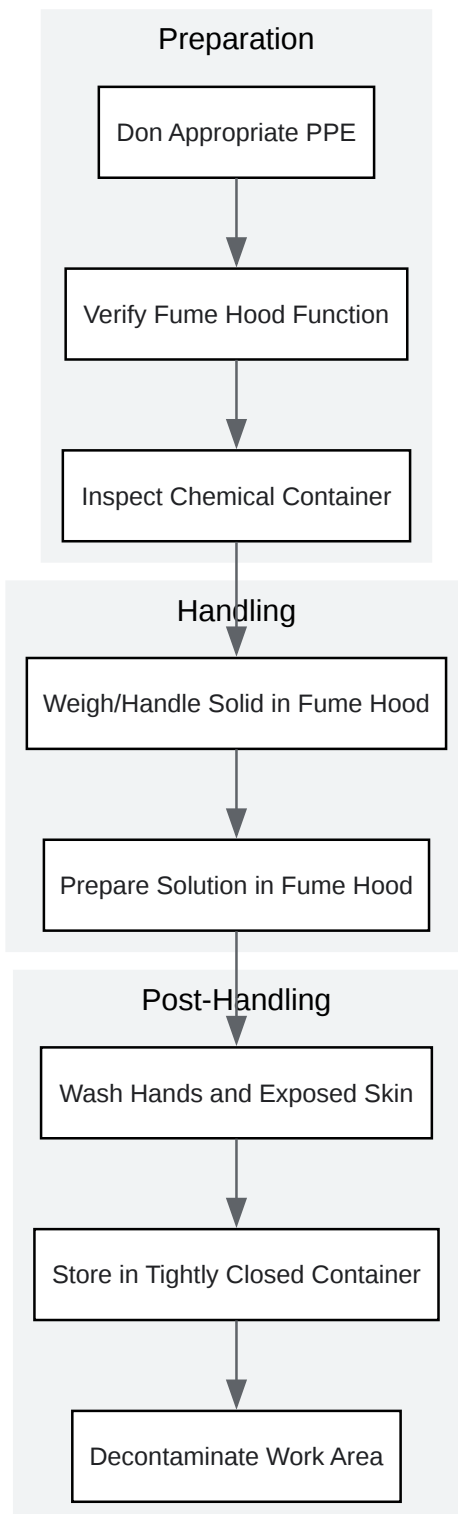 Preparation
Don Appropriate PPE
Verify Fume Hood Function
Inspect Chemical Container
Handling
Weigh/Handle Solid in Fume Hood
Prepare Solution in Fume Hood
Post-Handling
Wash Hands and Exposed Skin
Store in Tightly Closed Container
Decontaminate Work Area